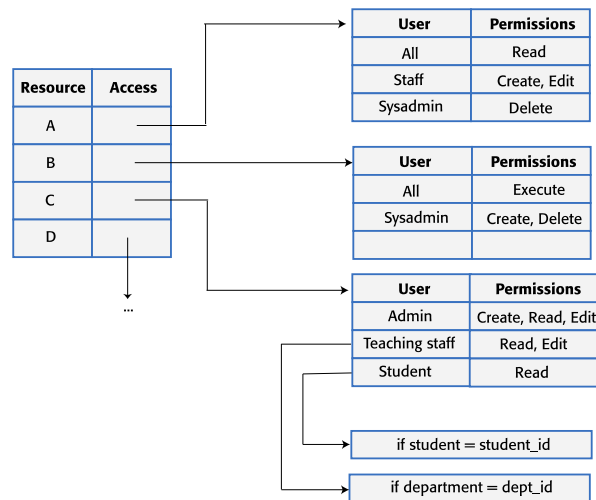 Resource Access
A
B
C
D
...
User Permissions
All Read
Staff Create, Edit
Sysadmin Delete
User Permissions
All Execute
Sysadmin Create, Delete
User Permissions
Admin Create, Read, Edit
Teaching staff Read, Edit
Student Read
if student = student_id
if department = dept_id